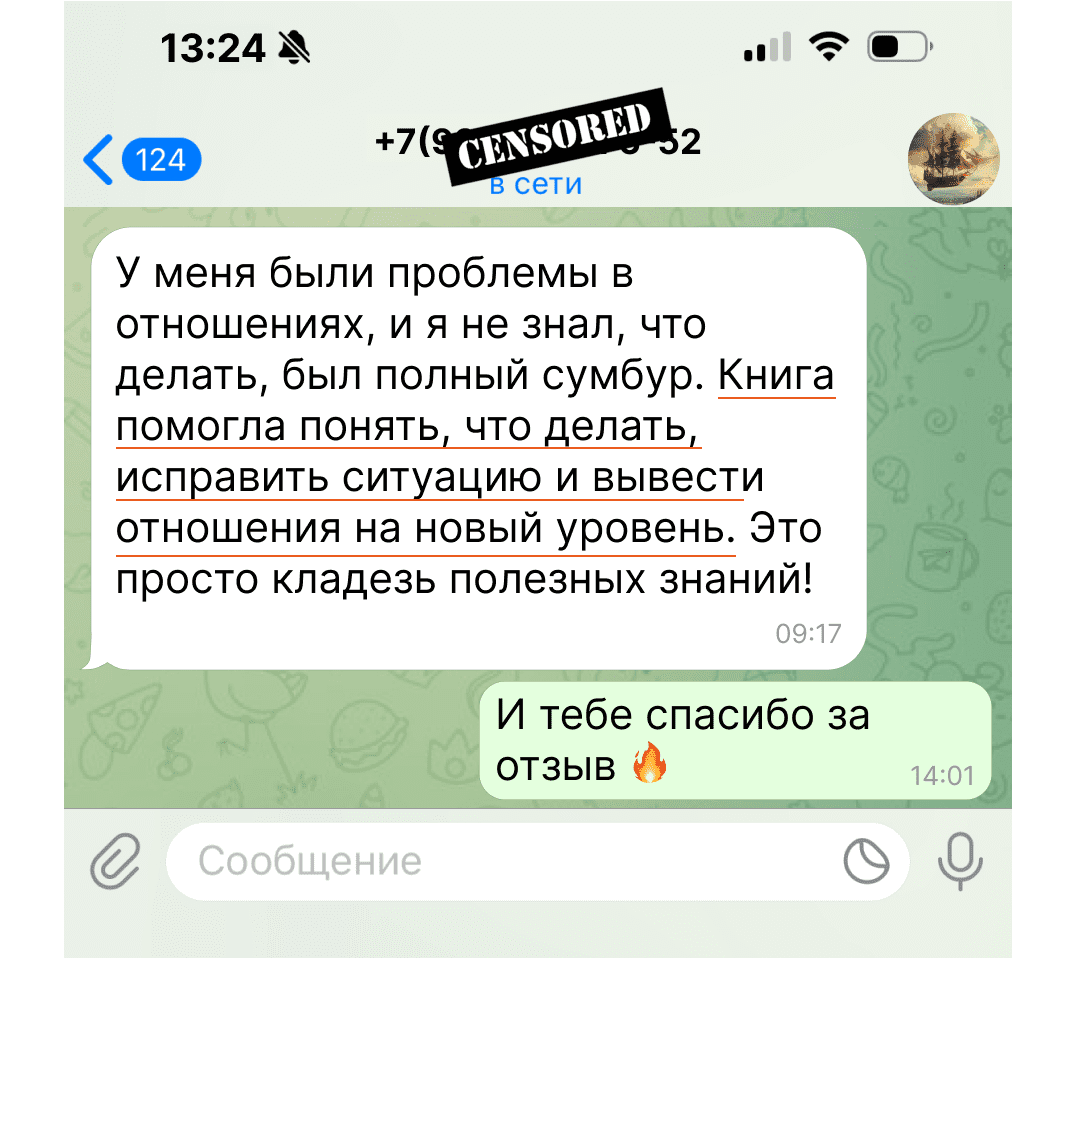 13:24
124
+7(9
CENSORED
52
в сети
У меня были проблемы в
отношениях, и я не знал, что
делать, был полный сумбур. Книга
помогла понять, что делать,
исправить ситуацию и вывести
отношения на новый уровень. Это
просто кладезь полезных знаний!
09:17
И тебе спасибо за
отзыв 🔥
14:01
Сообщение